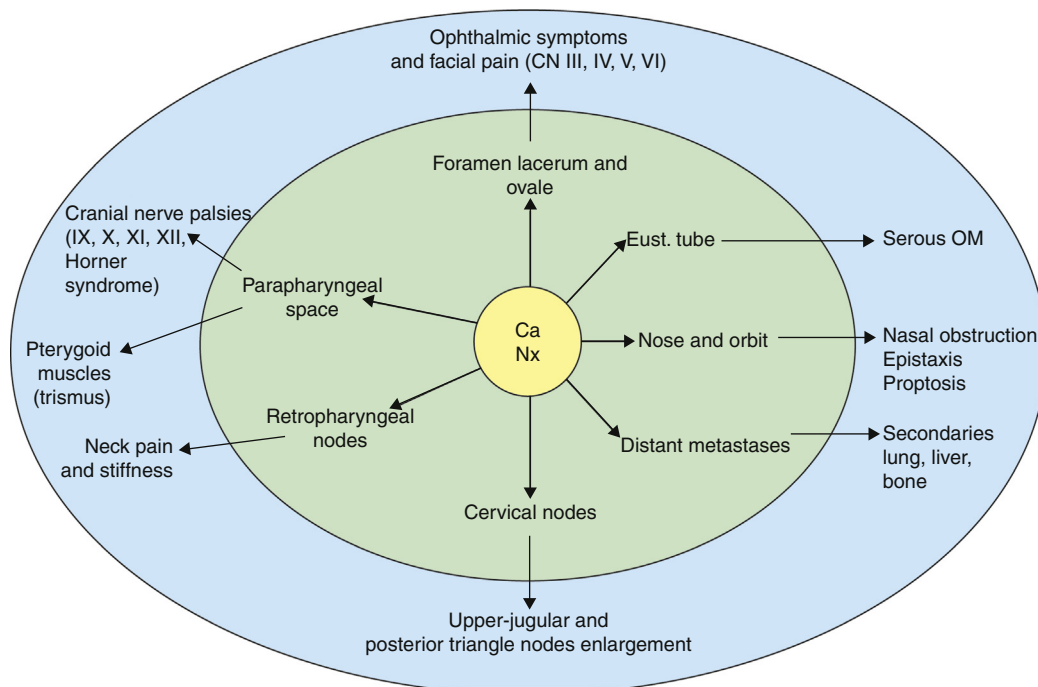 Ophthalmic symptoms
and facial pain (CN III, IV, V, VI)
Foramen lacerum and
ovale
Cranial nerve palsies
(IX, X, XI, XII,
Horner
syndrome)
Eust. tube
Serous OM
Parapharyngeal
space
Ca
Nx
Nose and orbit
Nasal obstruction
Epistaxis
Proptosis
Pterygoid
muscles
(trismus)
Retropharyngeal
nodes
Neck pain
and stiffness
Distant metastases
Secondaries
lung, liver,
bone
Cervical nodes
Upper-jugular and
posterior triangle nodes enlargement